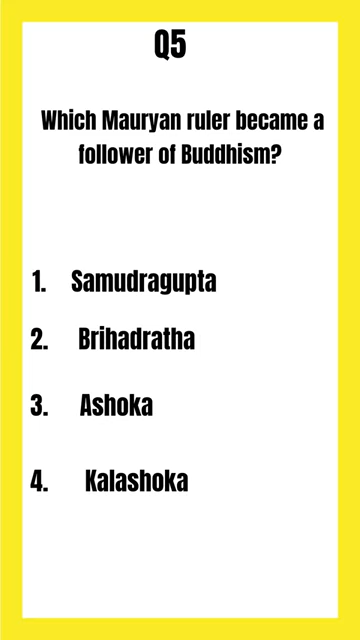 Q5
Which Mauryan ruler became a
follower of Buddhism?
1. Samudragupta
2. Brihadratha
3. Ashoka
4. Kalashoka